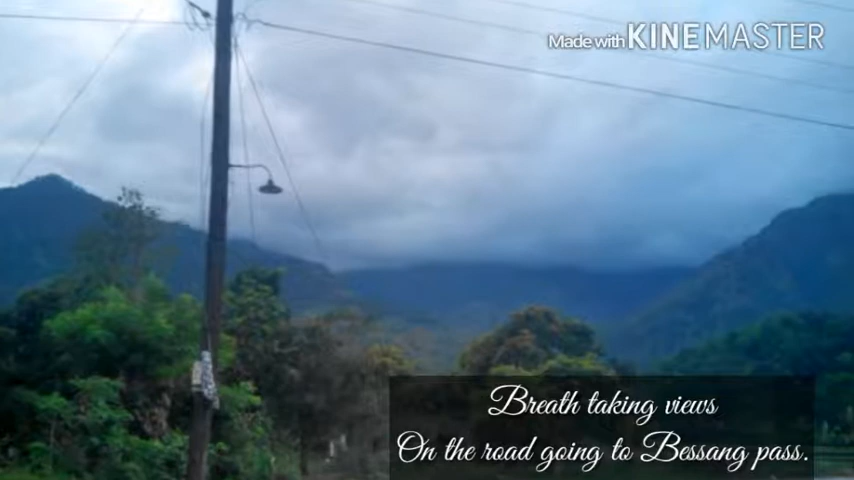 Made with KINEMASTER
Breath taking views
On the road going to Bessang pass.